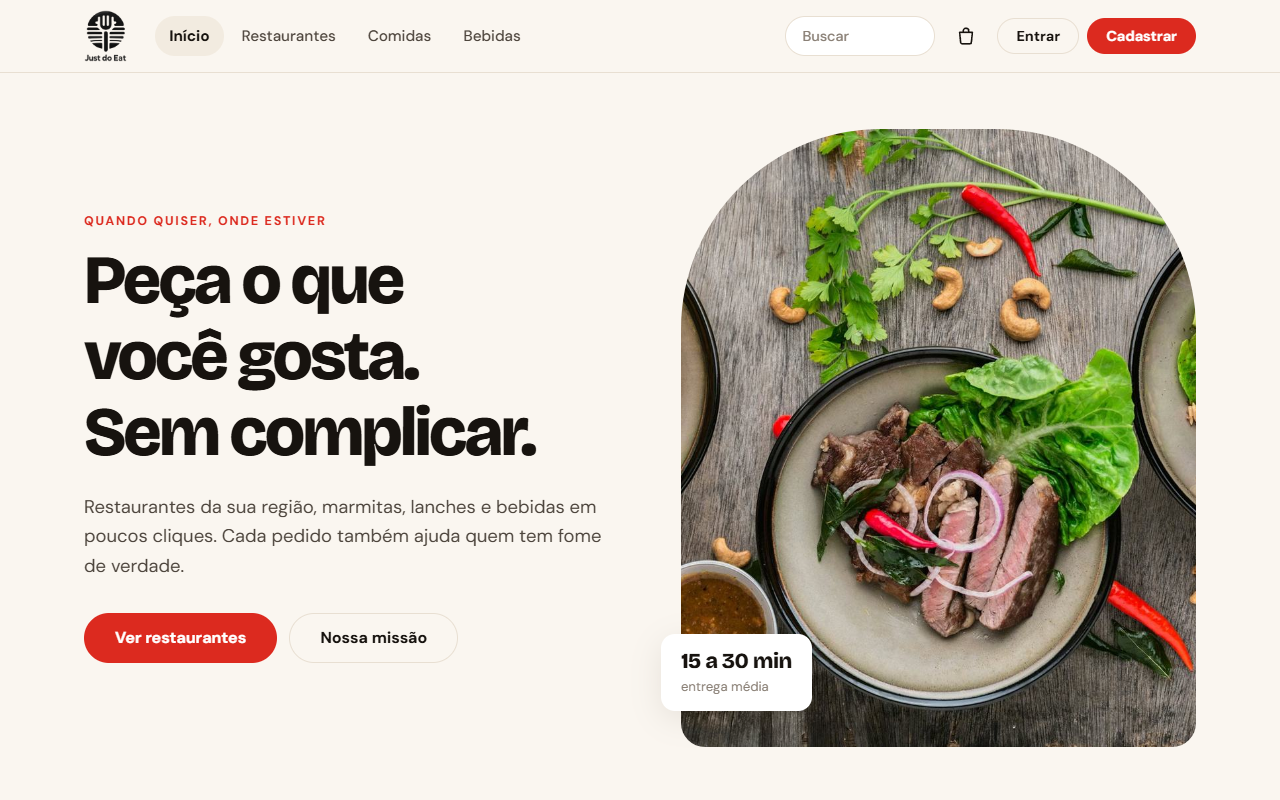 Just do Eat
Início
Restaurantes
Comidas
Bebidas
Buscar
Entrar
Cadastrar
QUANDO QUISER, ONDE ESTIVER
Peça o que
você gosta.
Sem complicar.
Restaurantes da sua região, marmitas, lanches e bebidas em
poucos cliques. Cada pedido também ajuda quem tem fome
de verdade.
Ver restaurantes
Nossa missão
15 a 30 min
entrega média